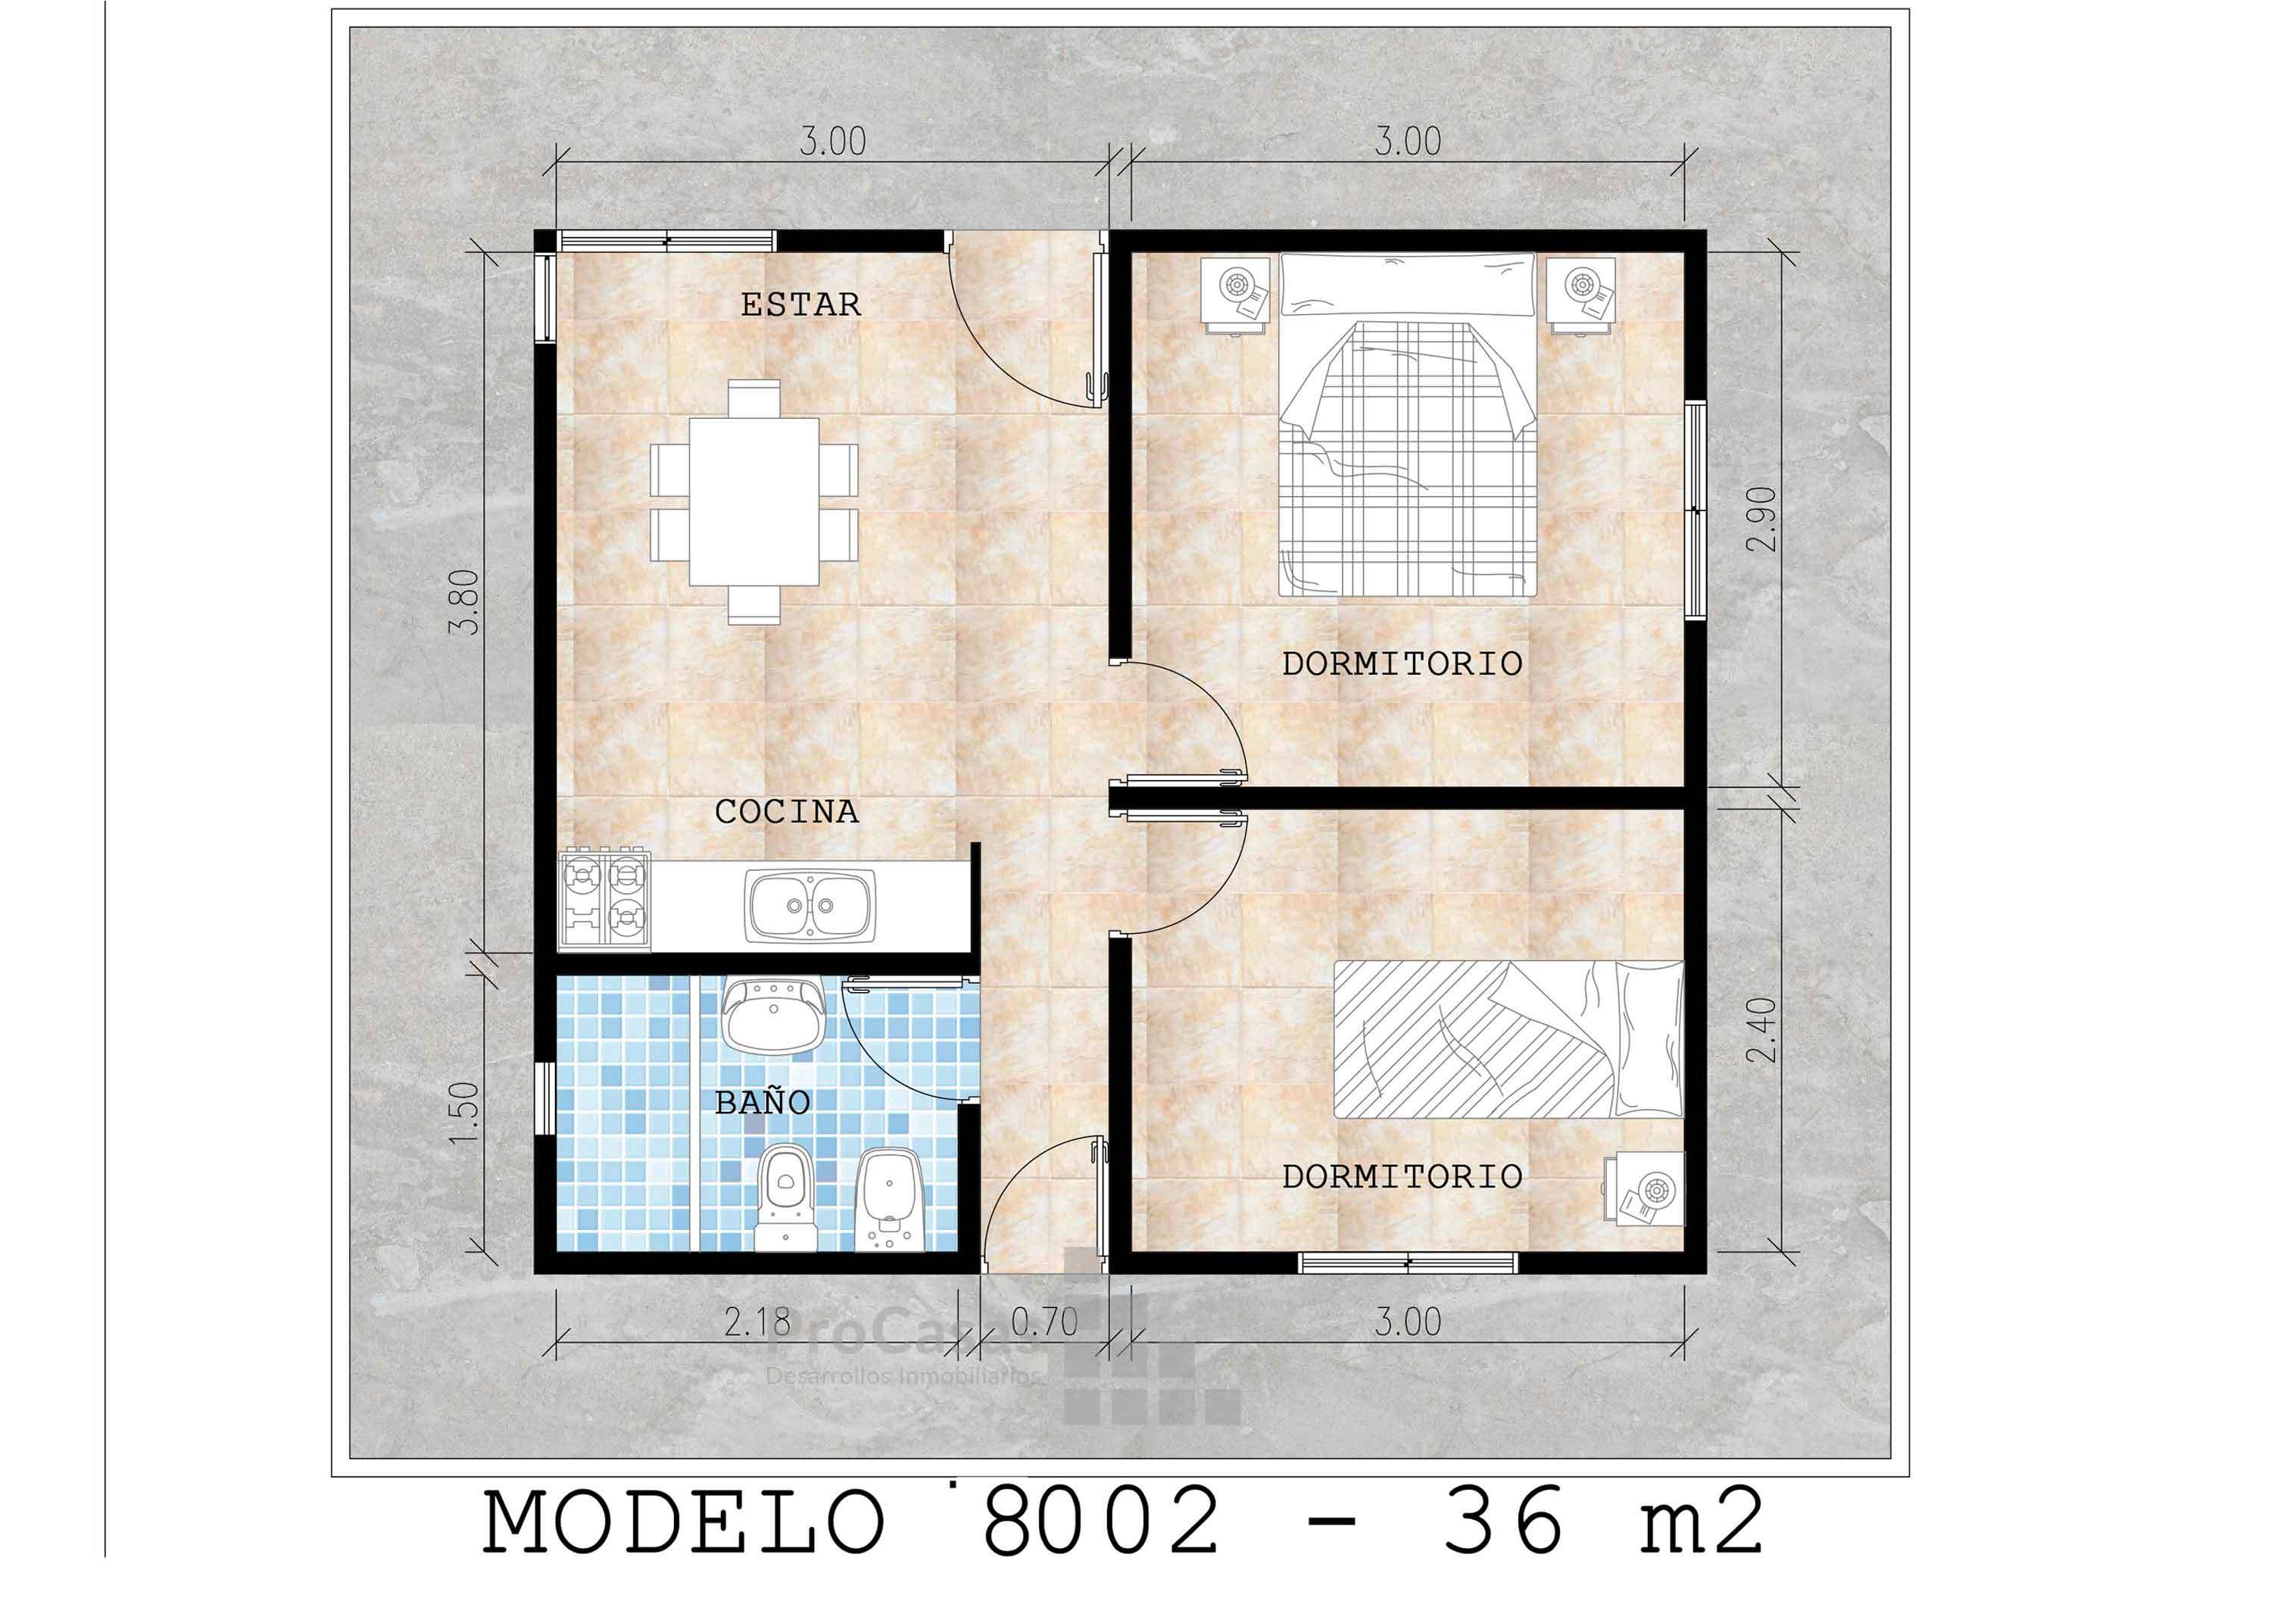 3.00
3.00
ESTAR
2.90
3.80
DORMITORIO
COCINA
2.40
1.50
BAÑO
DORMITORIO
2.18
0.70
3.00
ProCasas
Desarrollos Inmobiliarios
MODELO 8002 - 36 m2